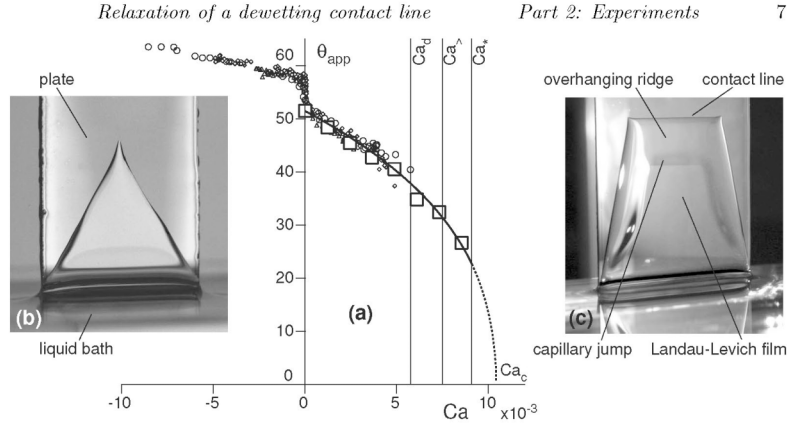 Relaxation of a dewetting contact line Part 2: Experiments 7
plate
(b)
liquid bath
θapp
Cad
Ca^
Ca*
60
50
40
30
20
10
0
(a)
Cac
-10 -5 0 5 10 x10-3
Ca
overhanging ridge
contact line
(c)
capillary jump
Landau-Levich film